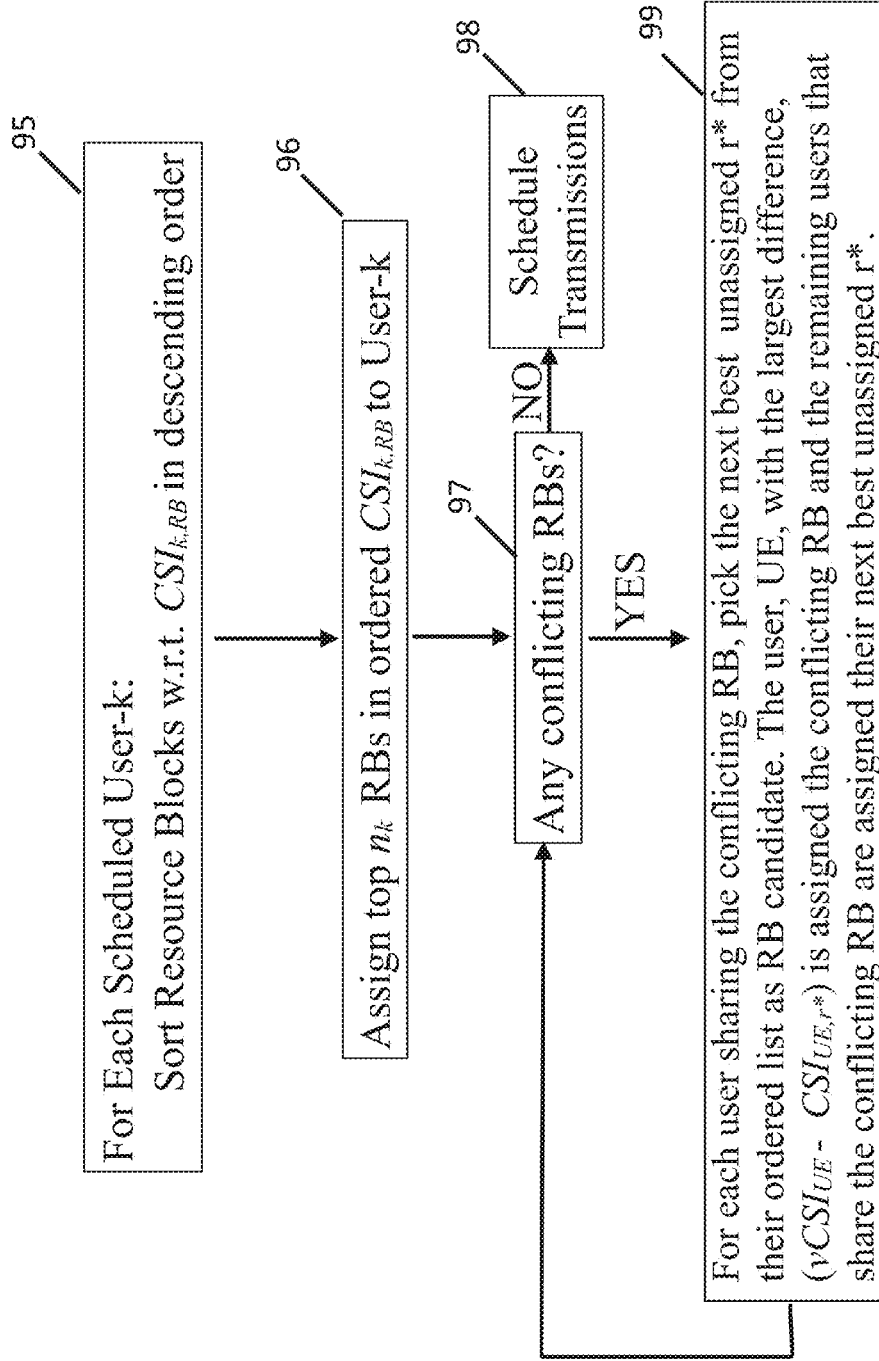 95
For Each Scheduled User-k:
Sort Resource Blocks w.r.t. CSIk,RB in descending order
96
Assign top nk RBs in ordered CSIk,RB to User-k
97
Any conflicting RBs?
NO
98
Schedule
Transmissions
YES
99
For each user sharing the conflicting RB, pick the next best unassigned r* from
their ordered list as RB candidate. The user, UE, with the largest difference,
(vCSIUE - CSIUE,r*) is assigned the conflicting RB and the remaining users that
share the conflicting RB are assigned their next best unassigned r*.